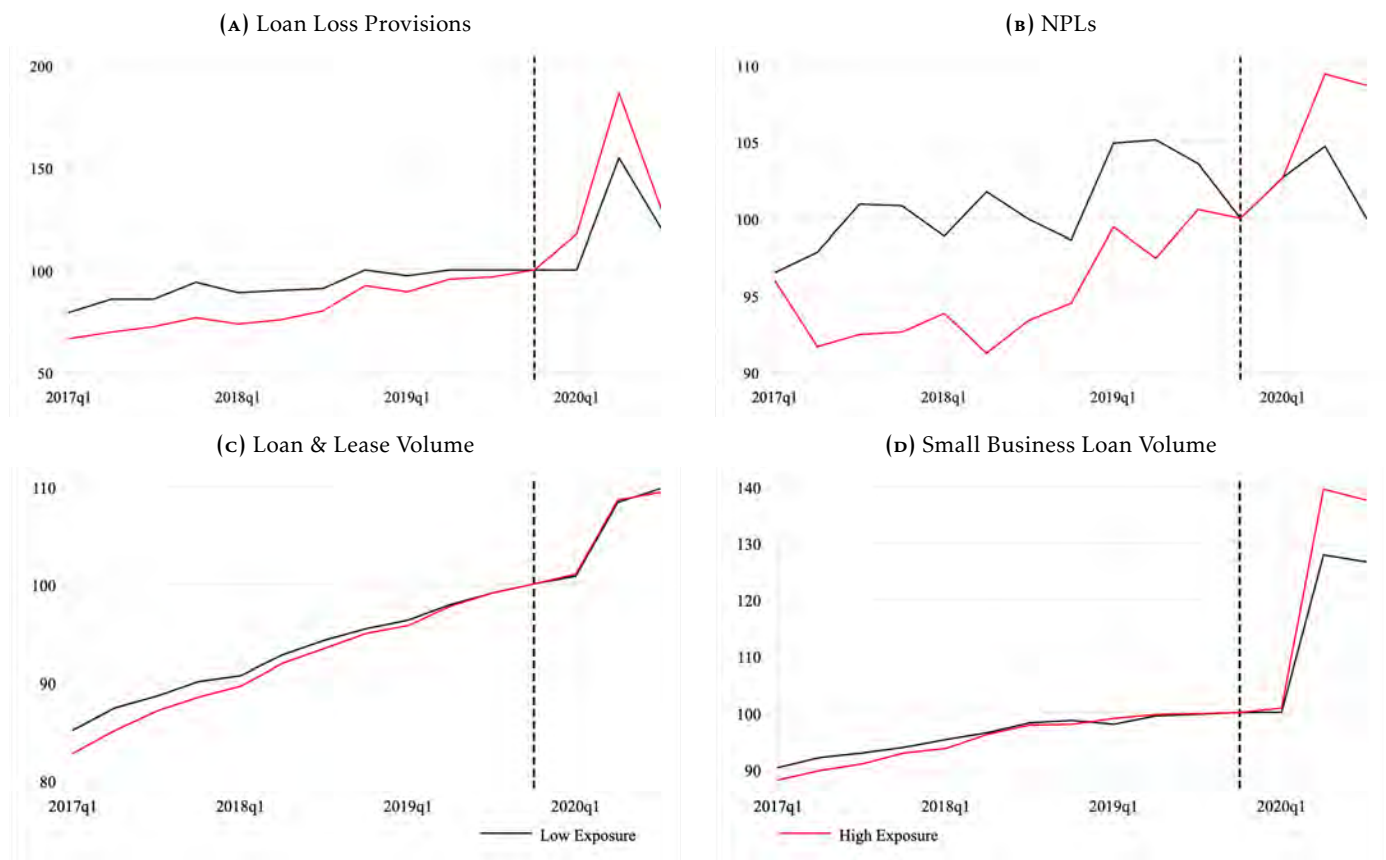 (A) Loan Loss Provisions
200
150
100
50
2017q1 2018q1 2019q1 2020q1
(B) NPLs
110
105
100
95
90
2017q1 2018q1 2019q1 2020q1
(C) Loan & Lease Volume
110
100
90
80
2017q1 2018q1 2019q1 2020q1
(D) Small Business Loan Volume
140
130
120
110
100
90
2017q1 2018q1 2019q1 2020q1
Low Exposure High Exposure